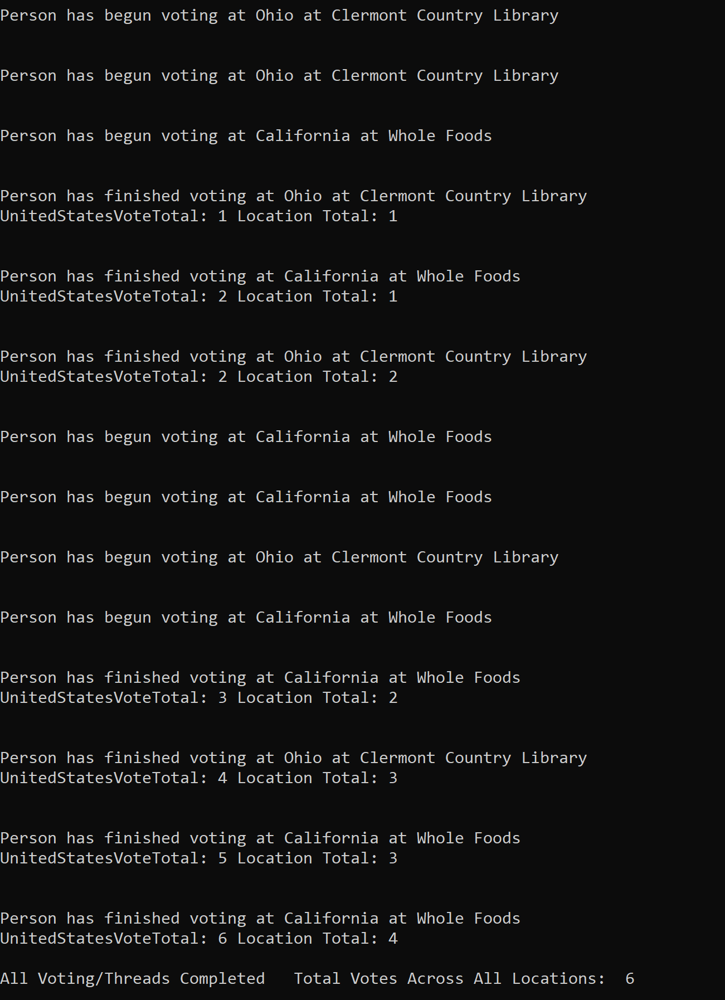 Person has begun voting at Ohio at Clermont Country Library
Person has begun voting at Ohio at Clermont Country Library
Person has begun voting at California at Whole Foods
Person has finished voting at Ohio at Clermont Country Library
UnitedStatesVoteTotal: 1 Location Total: 1
Person has finished voting at California at Whole Foods
UnitedStatesVoteTotal: 2 Location Total: 1
Person has finished voting at Ohio at Clermont Country Library
UnitedStatesVoteTotal: 2 Location Total: 2
Person has begun voting at California at Whole Foods
Person has begun voting at California at Whole Foods
Person has begun voting at Ohio at Clermont Country Library
Person has begun voting at California at Whole Foods
Person has finished voting at California at Whole Foods
UnitedStatesVoteTotal: 3 Location Total: 2
Person has finished voting at Ohio at Clermont Country Library
UnitedStatesVoteTotal: 4 Location Total: 3
Person has finished voting at California at Whole Foods
UnitedStatesVoteTotal: 5 Location Total: 3
Person has finished voting at California at Whole Foods
UnitedStatesVoteTotal: 6 Location Total: 4
All Voting/Threads Completed   Total Votes Across All Locations:  6